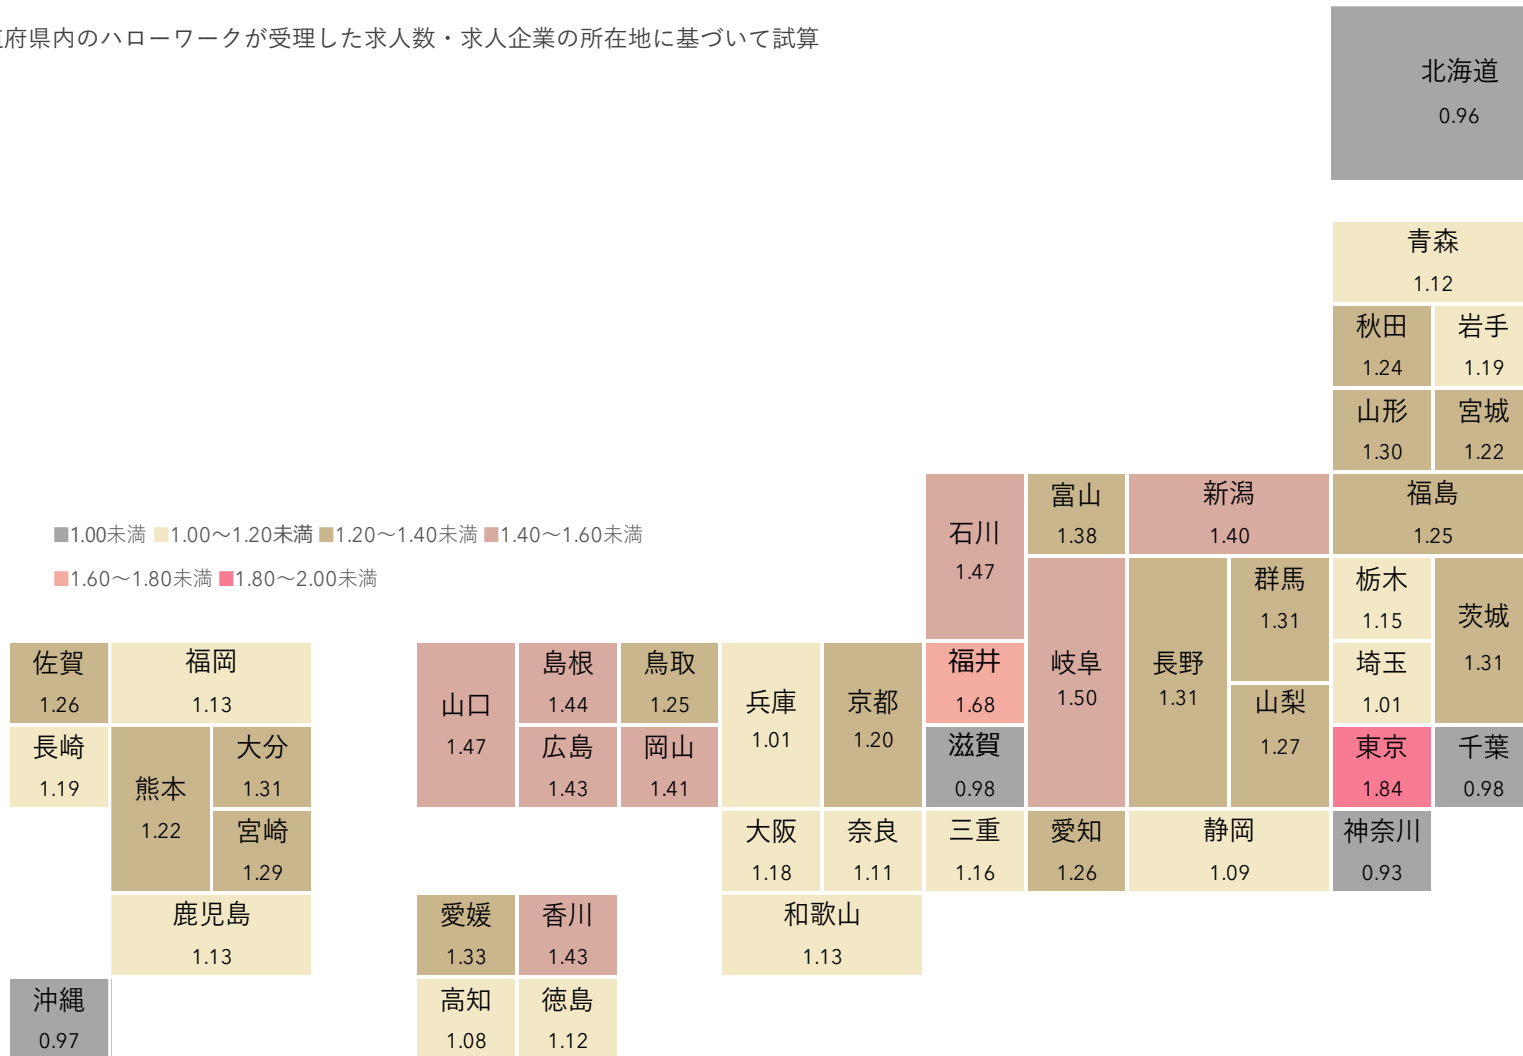 府県内のハローワークが受理した求人数・求人企業の所在地に基づいて試算
北海道
0.96
青森
1.12
秋田
1.24
岩手
1.19
山形
1.30
宮城
1.22
石川
1.47
富山
1.38
新潟
1.40
福島
1.25
■1.00未満 ■1.00～1.20未満 ■1.20～1.40未満 ■1.40～1.60未満
■1.60～1.80未満 ■1.80～2.00未満
群馬
1.31
栃木
1.15
茨城
1.31
佐賀
1.26
福岡
1.13
山口
1.47
島根
1.44
鳥取
1.25
兵庫
1.01
京都
1.20
福井
1.68
岐阜
1.50
長野
1.31
山梨
1.27
埼玉
1.01
長崎
1.19
熊本
1.22
大分
1.31
広島
1.43
岡山
1.41
滋賀
0.98
東京
1.84
千葉
0.98
宮崎
1.29
大阪
1.18
奈良
1.11
三重
1.16
愛知
1.26
静岡
1.09
神奈川
0.93
鹿児島
1.13
愛媛
1.33
香川
1.43
和歌山
1.13
沖縄
0.97
高知
1.08
徳島
1.12